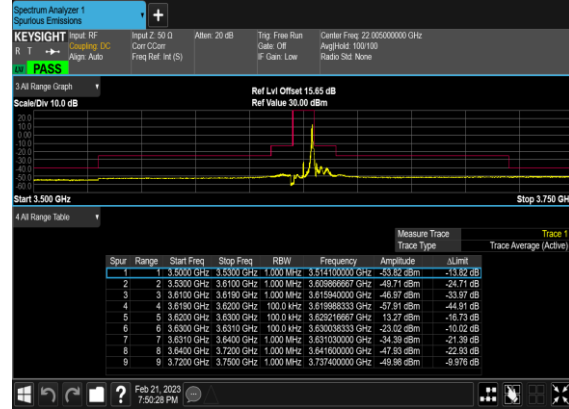 Spectrum Analyzer 1
Spurious Emissions
+
KEYSIGHT Input: RF Input Z: 50 Ω Atten: 20 dB Trig: Free Run Center Freq: 22.005000000 GHz
R T Coupling: DC Corr CCorr Gate: Off Avg|Hold: 100/100
Align: Auto Freq Ref: Int (S) IF Gain: Low Radio Std: None
PASS
3 All Range Graph Ref Lvl Offset 15.65 dB
Scale/Div 10.0 dB Ref Value 30.00 dBm
20.0
10.0
0.00
-10.0
-20.0
-30.0
-40.0
-50.0
-60.0
Start 3.500 GHz Stop 3.750 GH
4 All Range Table
Measure Trace Trace 1
Trace Type Trace Average (Active)
Spur Range Start Freq Stop Freq RBW Frequency Amplitude ΔLimit
1 1 3.5000 GHz 3.5300 GHz 1.000 MHz 3.514100000 GHz -53.82 dBm -13.82 dB
2 2 3.5300 GHz 3.6100 GHz 1.000 MHz 3.609866667 GHz -49.71 dBm -24.71 dB
3 3 3.6100 GHz 3.6190 GHz 1.000 MHz 3.615940000 GHz -46.97 dBm -33.97 dB
4 4 3.6190 GHz 3.6200 GHz 100.0 kHz 3.619988333 GHz -57.91 dBm -44.91 dB
5 5 3.6200 GHz 3.6300 GHz 100.0 kHz 3.629216667 GHz 13.27 dBm -16.73 dB
6 6 3.6300 GHz 3.6310 GHz 100.0 kHz 3.630038333 GHz -23.02 dBm -10.02 dB
7 7 3.6310 GHz 3.6400 GHz 1.000 MHz 3.631030000 GHz -34.39 dBm -21.39 dB
8 8 3.6400 GHz 3.7200 GHz 1.000 MHz 3.641600000 GHz -47.93 dBm -22.93 dB
9 9 3.7200 GHz 3.7500 GHz 1.000 MHz 3.737400000 GHz -49.98 dBm -9.976 dB
? Feb 21, 2023
7:50:28 PM